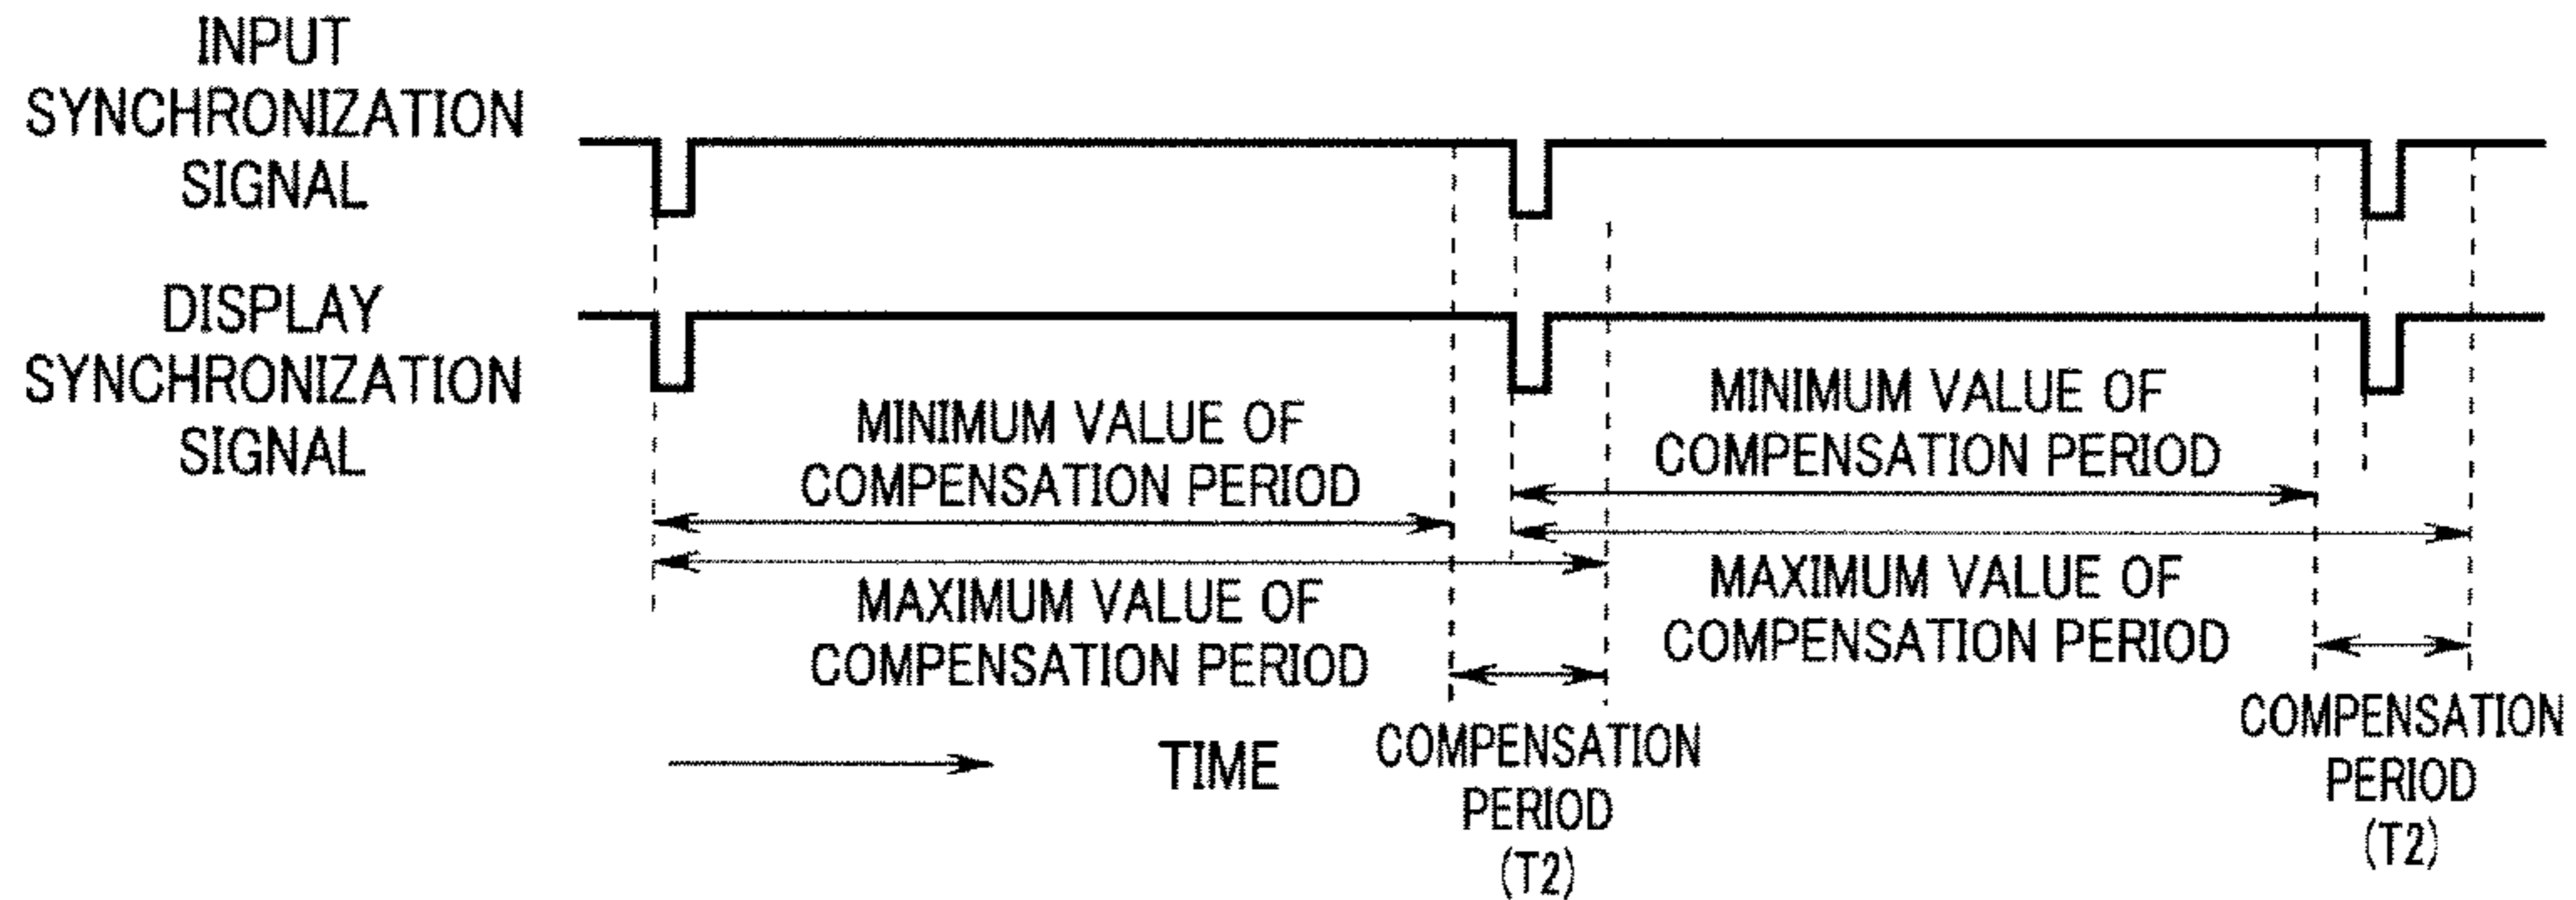 INPUT
SYNCHRONIZATION
SIGNAL
DISPLAY
SYNCHRONIZATION
SIGNAL
MINIMUM VALUE OF
COMPENSATION PERIOD
MAXIMUM VALUE OF
COMPENSATION PERIOD
MINIMUM VALUE OF
COMPENSATION PERIOD
MAXIMUM VALUE OF
COMPENSATION PERIOD
TIME
COMPENSATION
PERIOD
(T2)
COMPENSATION
PERIOD
(T2)